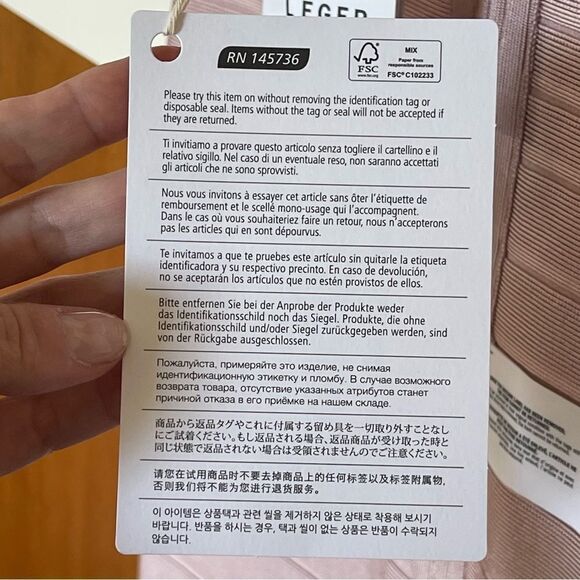 LEGER
RN 145736
FSC
www.fsc.org
MIX
Paper from
responsible sources
FSC® C102233
Please try this item on without removing the identification tag or
disposable seal. Items without the tag or seal will not be accepted if
they are returned.
Ti invitiamo a provare questo articolo senza togliere il cartellino e il
relativo sigillo. Nel caso di un eventuale reso, non saranno accettati
gli articoli che ne sono sprovvisti.
Nous vous invitons à essayer cet article sans ôter l'étiquette de
remboursement et le scellé mono-usage qui l'accompagnent.
Dans le cas où vous souhaiteriez faire un retour, nous n'accepterons
pas les articles qui en sont dépourvus.
Te invitamos a que te pruebes este artículo sin quitarle la etiqueta
identificadora y su respectivo precinto. En caso de devolución,
no se aceptarán los artículos que no estén provistos de ellos.
Bitte entfernen Sie bei der Anprobe der Produkte weder
das Identifikationsschild noch das Siegel. Produkte, die ohne
Identifikationsschild und/oder Siegel zurückgegeben werden, sind
von der Rückgabe ausgeschlossen.
Пожалуйста, примеряйте это изделие, не снимая
идентификационную этикетку и пломбу. В случае возможного
возврата товара, отсутствие указанных атрибутов станет
причиной отказа в его приёмке на нашем складе.
商品から返品タグやこれに付属する留め具を一切取り外すことなし
にご試着ください。もし返品される場合、返品商品が受け取った時と
同じ状態で返品されない場合は受領されませんのでご注意ください。
请您在试用商品时不要去掉商品上的任何标签以及标签附属物,
否则我们将不能为您进行退货服务。
이 아이템은 상품택과 관련 씰을 제거하지 않은 상태로 착용해 보시기
바랍니다. 반품을 하시는 경우, 택과 씰이 없는 상품은 반품이 진행되지
않습니다.